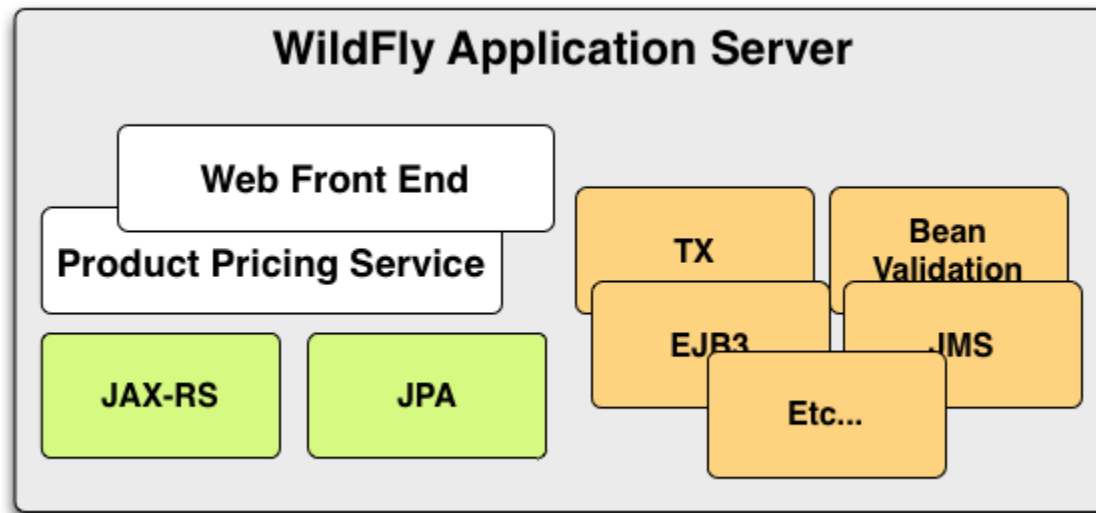 WildFly Application Server
Web Front End
Product Pricing Service
TX
Bean
Validation
EJB3
JMS
JAX-RS
JPA
Etc...